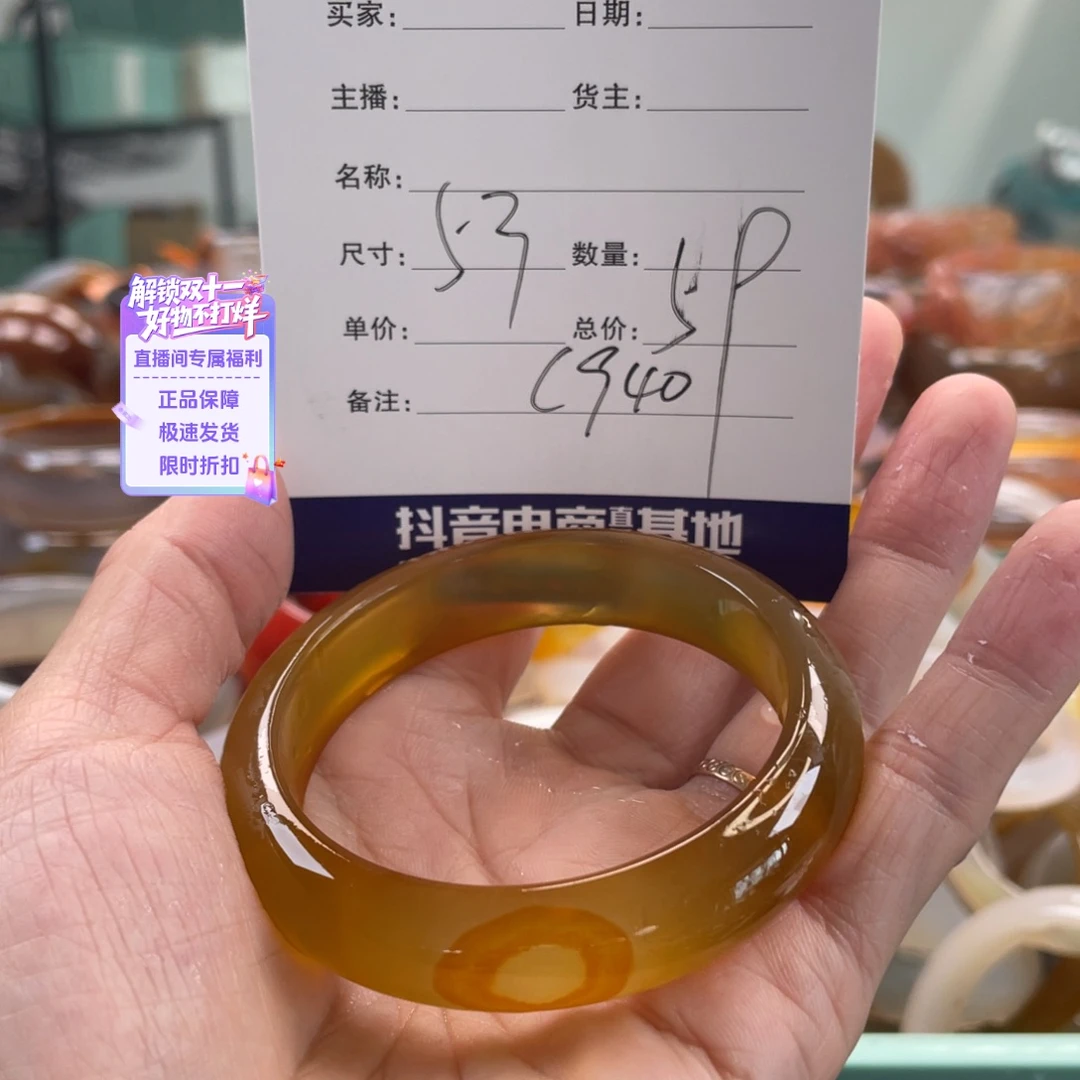 买家: 日期:
主播: 货主:
名称:
尺寸: 57 数量:
单价: 总价:
备注: C940
抖音电商直基地
解锁双十一
好物不打烊
直播间专属福利
正品保障
极速发货
限时折扣